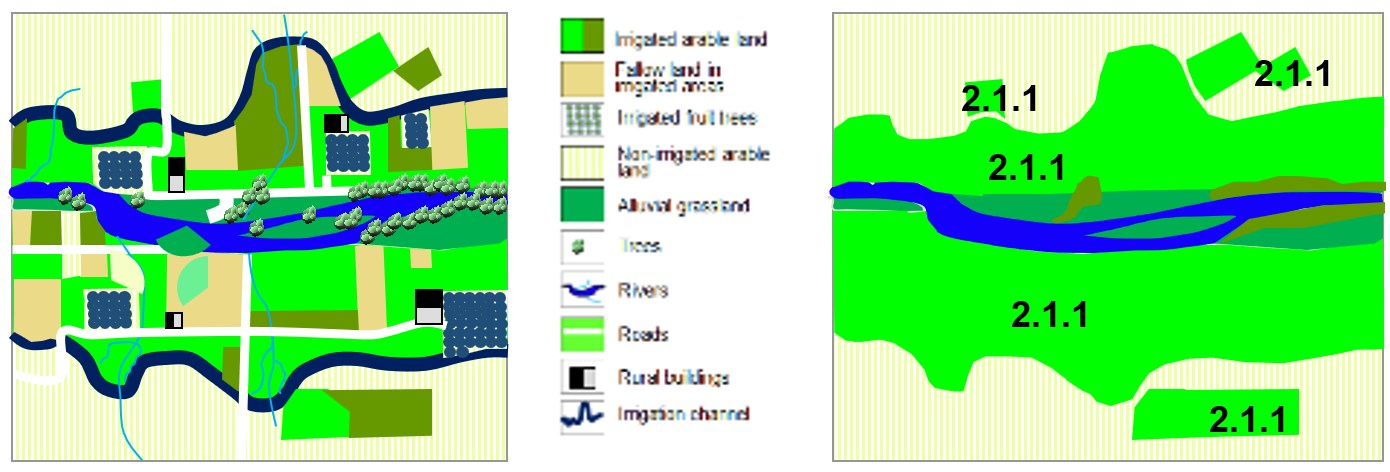 Irrigated arable land
Fallow land in
irrigated areas
Irrigated fruit trees
Non-irrigated arable
land
Alluvial grassland
Trees
Rivers
Roads
Rural buildings
Irrigation channel
2.1.1
2.1.1
2.1.1
2.1.1
2.1.1